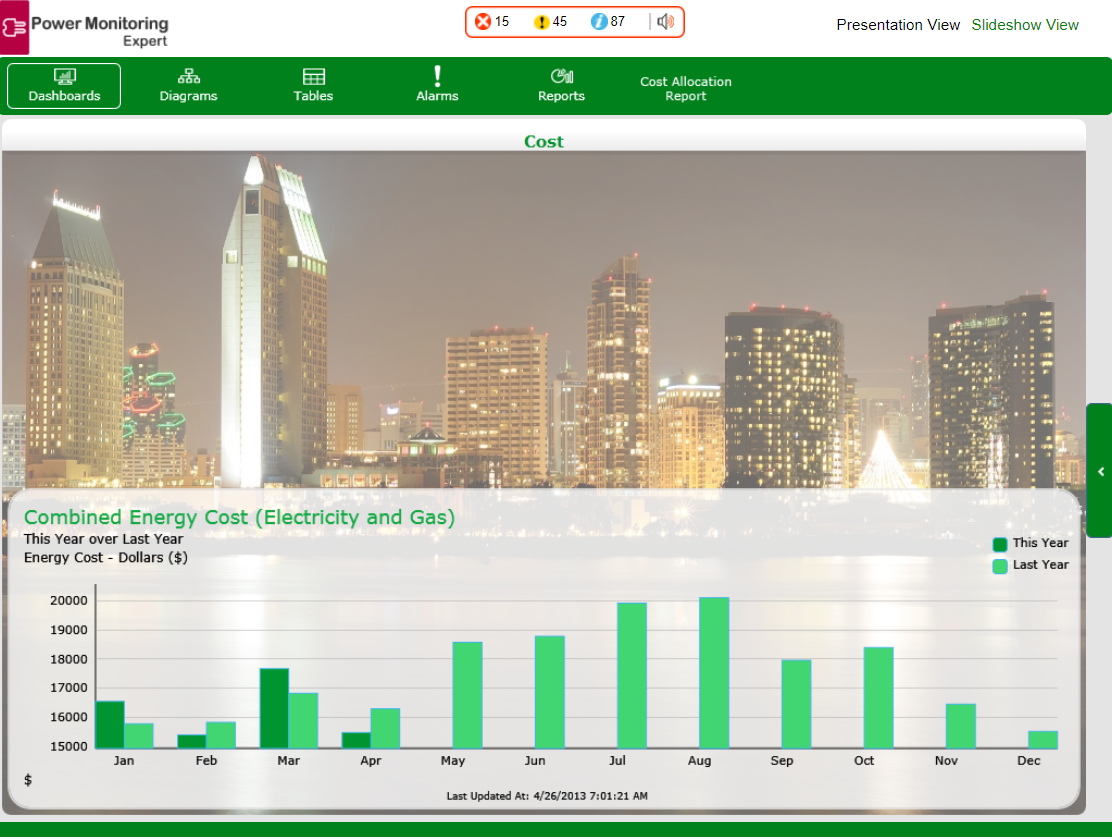 Power Monitoring
Expert
15 45 87
Presentation View Slideshow View
Dashboards Diagrams Tables Alarms Reports
Cost Allocation
Report
Cost
Combined Energy Cost (Electricity and Gas)
This Year over Last Year
Energy Cost - Dollars ($)
This Year
Last Year
20000
19000
18000
17000
16000
15000
Jan Feb Mar Apr May Jun Jul Aug Sep Oct Nov Dec
$
Last Updated At: 4/26/2013 7:01:21 AM